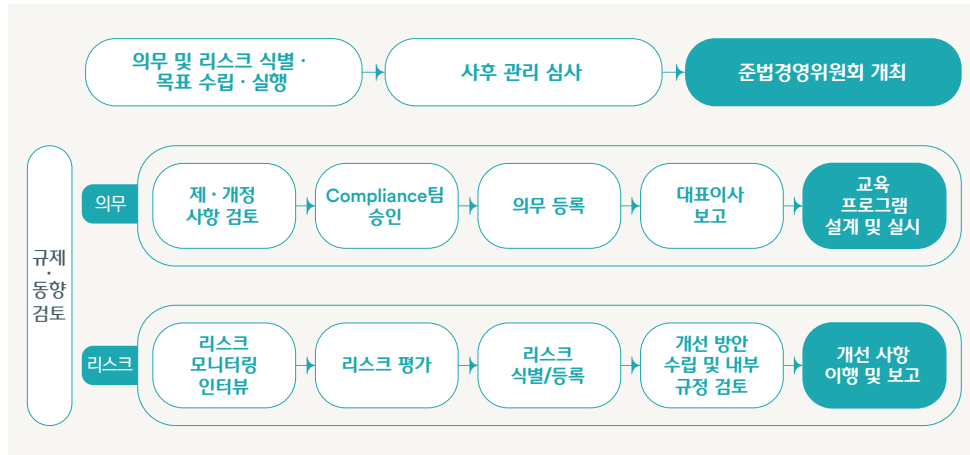 의무 및 리스크 식별 ·
목표 수립 · 실행
사후 관리 심사
준법경영위원회 개최
규제
·
동향
검토
의무
제 · 개정
사항 검토
Compliance팀
승인
의무 등록
대표이사
보고
교육
프로그램
설계 및 실시
리스크
리스크
모니터링
인터뷰
리스크 평가
리스크
식별/등록
개선 방안
수립 및 내부
규정 검토
개선 사항
이행 및 보고